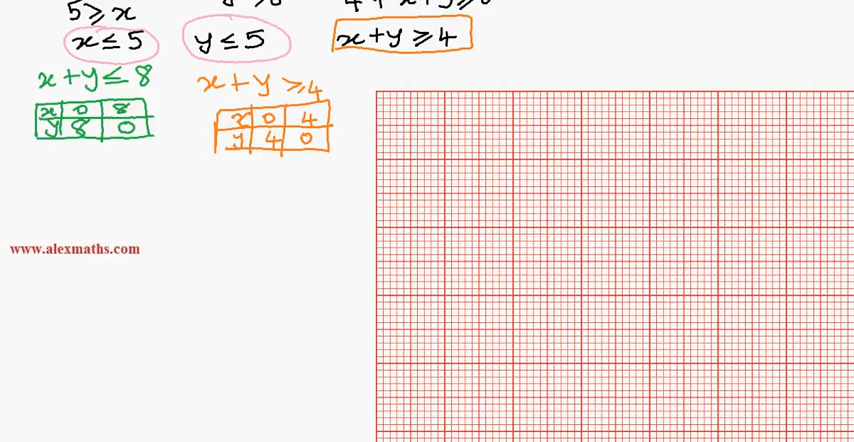 5 ≥ x
x ≤ 5 y ≤ 5 x + y ≥ 4
x + y ≤ 8 x + y ≥ 4
x 0 8
y 8 0
x 0 4
y 4 0
www.alexmaths.com